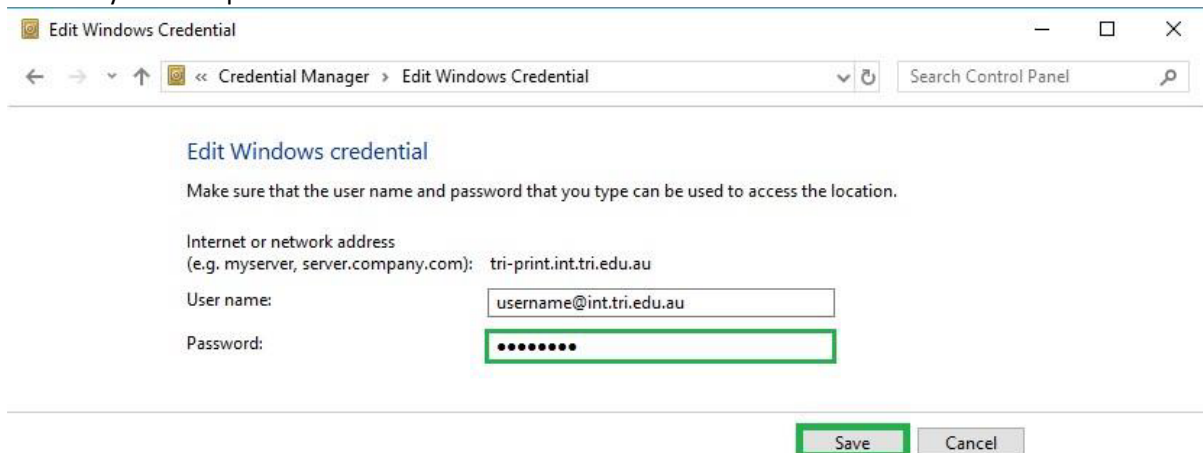 Edit Windows Credential
« Credential Manager › Edit Windows Credential Search Control Panel
Edit Windows credential
Make sure that the user name and password that you type can be used to access the location.
Internet or network address
(e.g. myserver, server.company.com): tri-print.int.tri.edu.au
User name: username@int.tri.edu.au
Password: ••••••••
Save Cancel